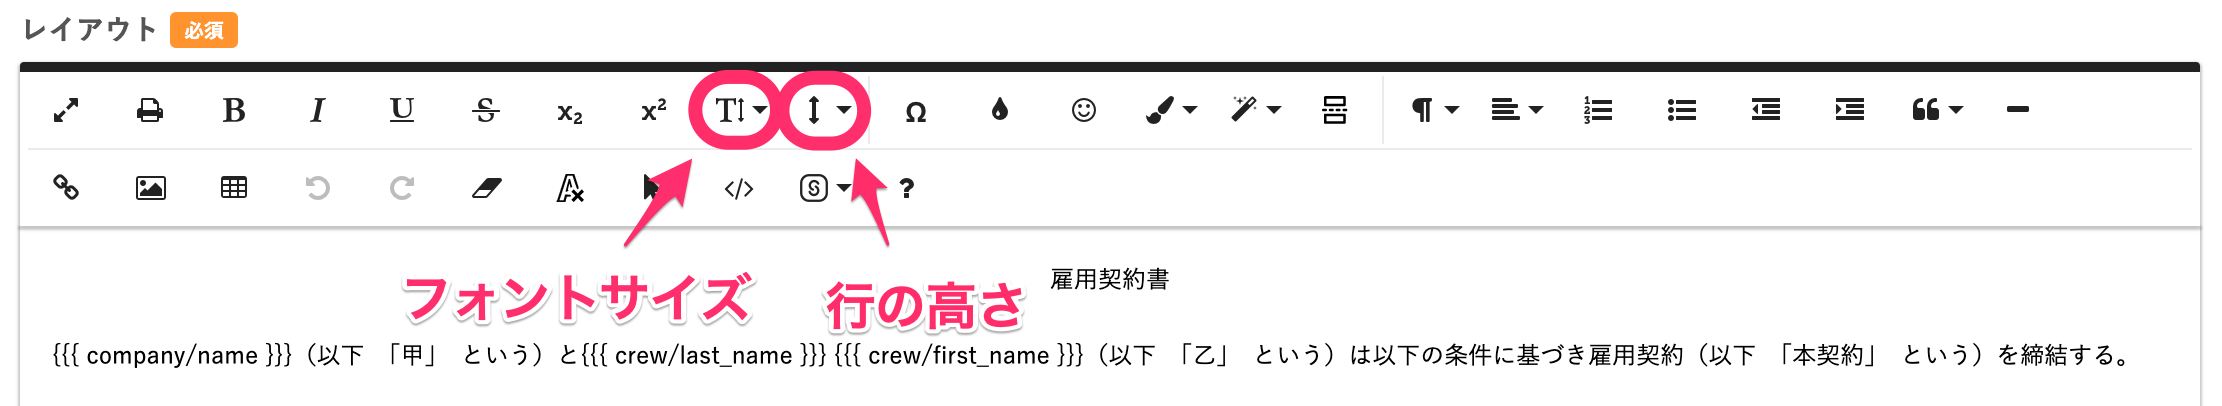 レイアウト 必須
B I U S x₂ x² T Ω ¶
</> S ?
フォントサイズ 行の高さ 雇用契約書
{{{ company/name }}}（以下 「甲」 という）と{{{ crew/last_name }}} {{{ crew/first_name }}}（以下 「乙」 という）は以下の条件に基づき雇用契約（以下 「本契約」 という）を締結する。